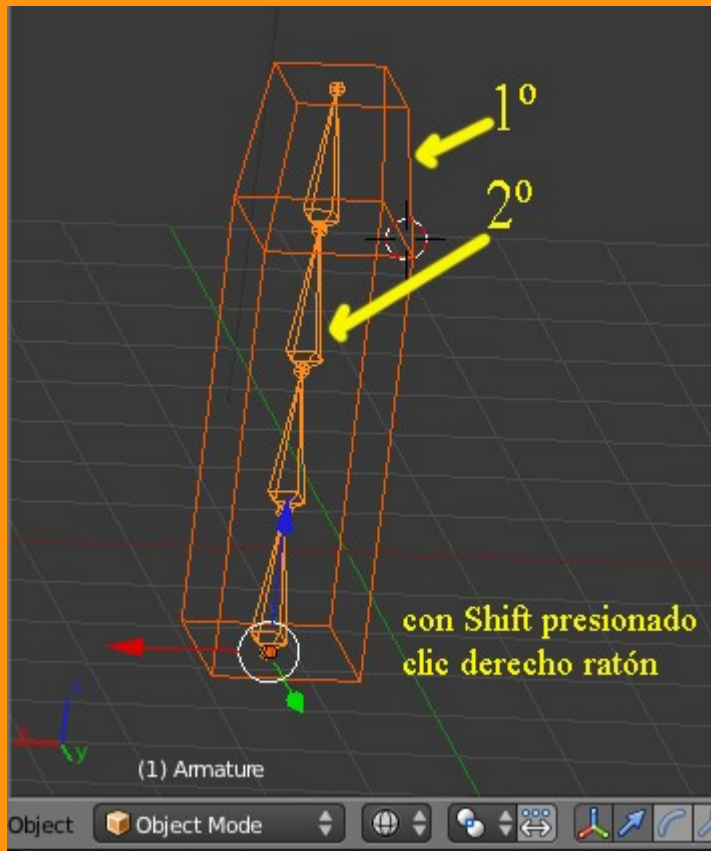 1º
2º
con Shift presionado
clic derecho ratón
z
x
y
(1) Armature
Object
Object Mode